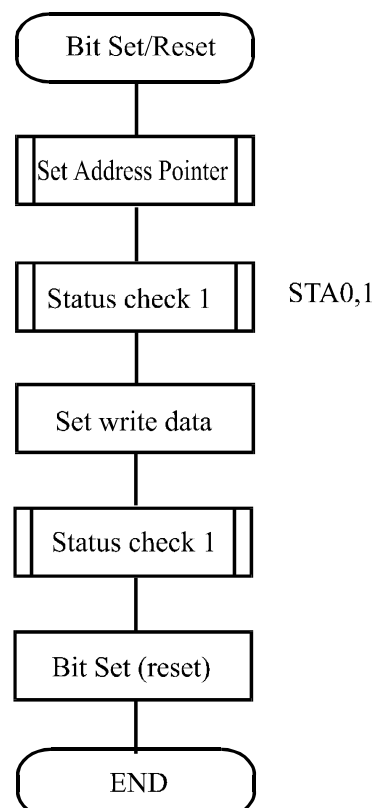 Bit Set/Reset
Set Address Pointer
Status check 1
STA0,1
Set write data
Status check 1
Bit Set (reset)
END